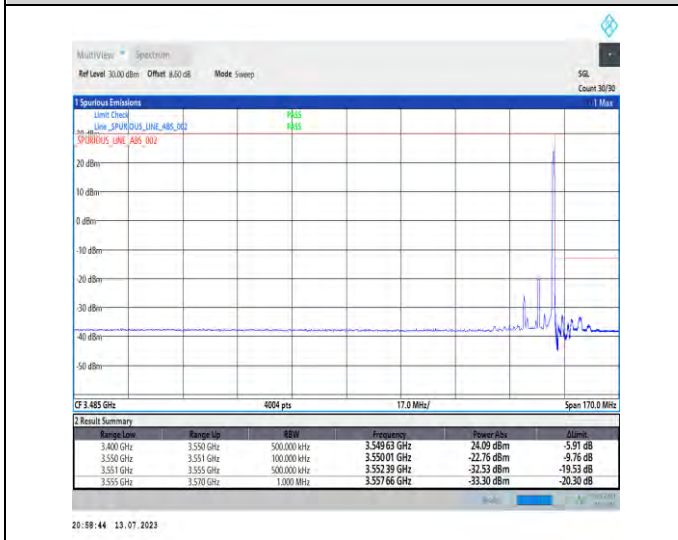 MultiView Spectrum
Ref Level 30.00 dBm Offset 8.60 dB Mode Sweep SGL
Count 30/30
1 Spurious Emissions 1 Max
Limit Check PASS
Line _SPURIOUS_LINE_ABS_002 PASS
_SPURIOUS_LINE_ABS_002
20 dBm
10 dBm
0 dBm
-10 dBm
-20 dBm
-30 dBm
-40 dBm
-50 dBm
CF 3.485 GHz 4004 pts 17.0 MHz/ Span 170.0 MHz
2 Result Summary
Range Low Range Up RBW Frequency Power Abs ΔLimit
3.400 GHz 3.550 GHz 500.000 kHz 3.549 63 GHz 24.09 dBm -5.91 dB
3.550 GHz 3.551 GHz 100.000 kHz 3.550 01 GHz -22.76 dBm -9.76 dB
3.551 GHz 3.555 GHz 500.000 kHz 3.552 39 GHz -32.53 dBm -19.53 dB
3.555 GHz 3.570 GHz 1.000 MHz 3.557 66 GHz -33.30 dBm -20.30 dB
20:58:44 13.07.2023